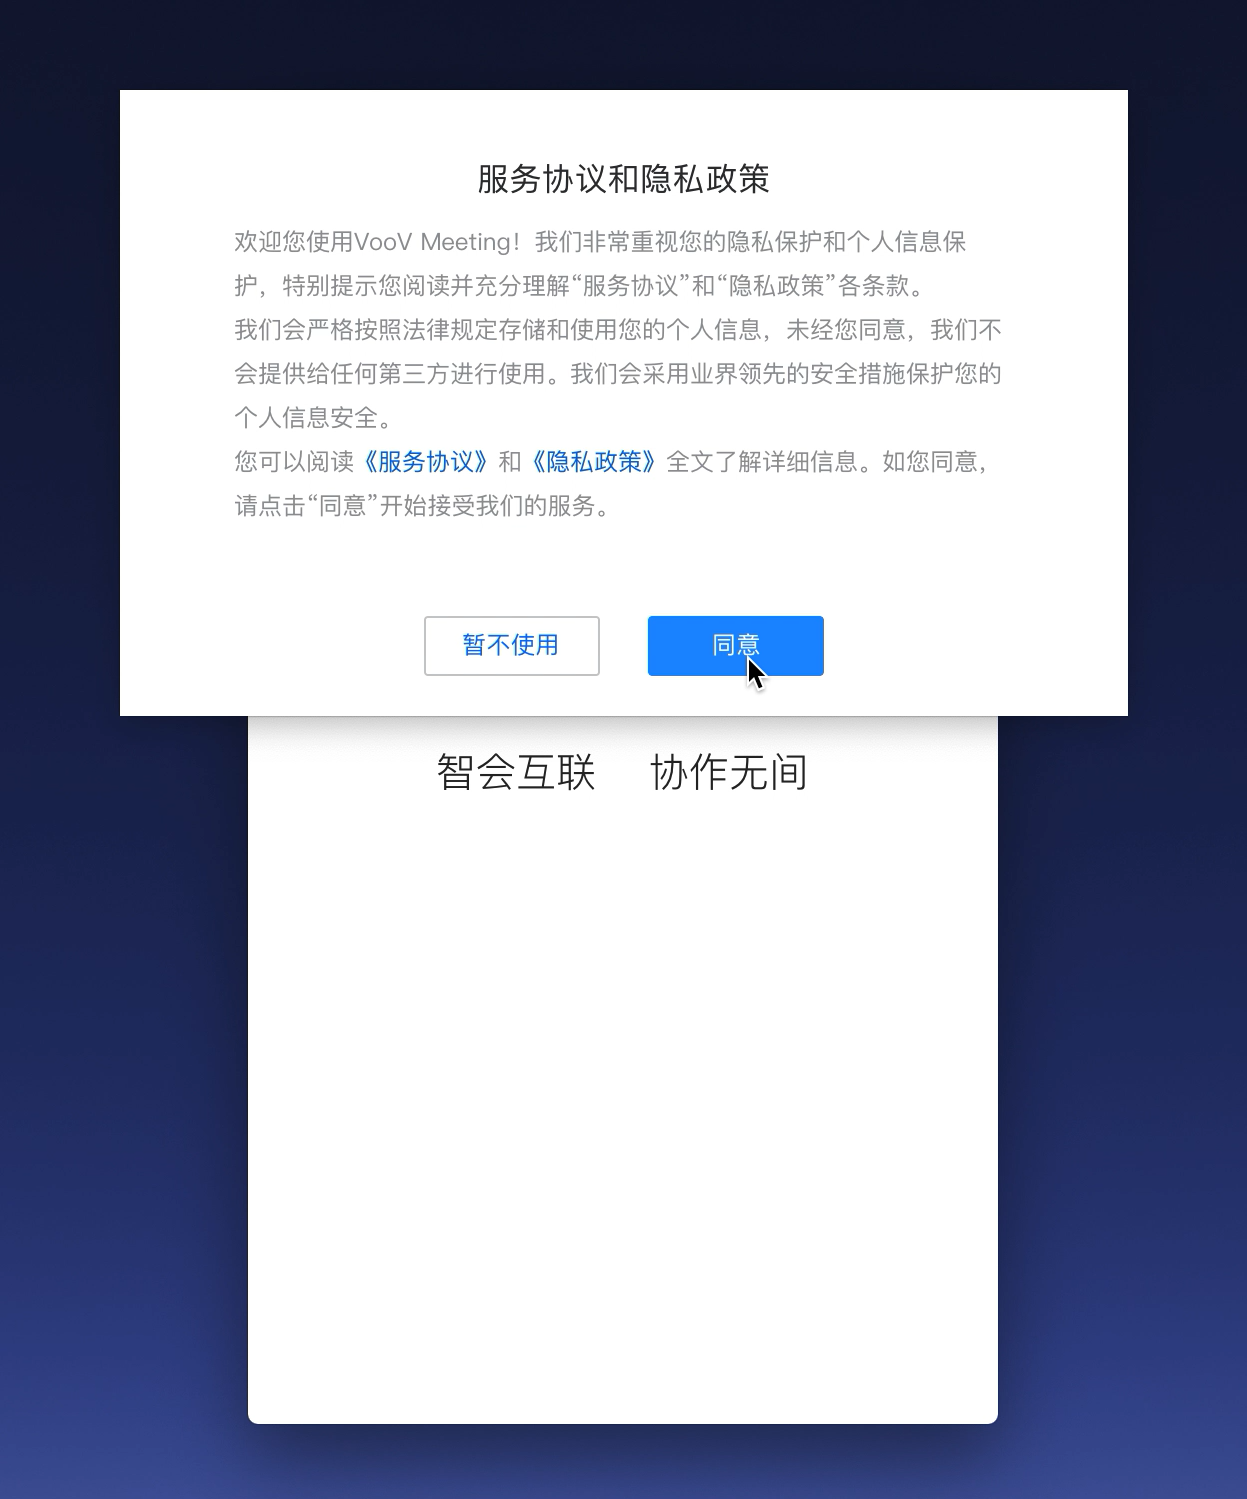 服务协议和隐私政策
欢迎您使用VooV Meeting！我们非常重视您的隐私保护和个人信息保
护，特别提示您阅读并充分理解“服务协议”和“隐私政策”各条款。
我们会严格按照法律规定存储和使用您的个人信息，未经您同意，我们不
会提供给任何第三方进行使用。我们会采用业界领先的安全措施保护您的
个人信息安全。
您可以阅读《服务协议》和《隐私政策》全文了解详细信息。如您同意，
请点击“同意”开始接受我们的服务。
暂不使用 同意
智会互联 协作无间